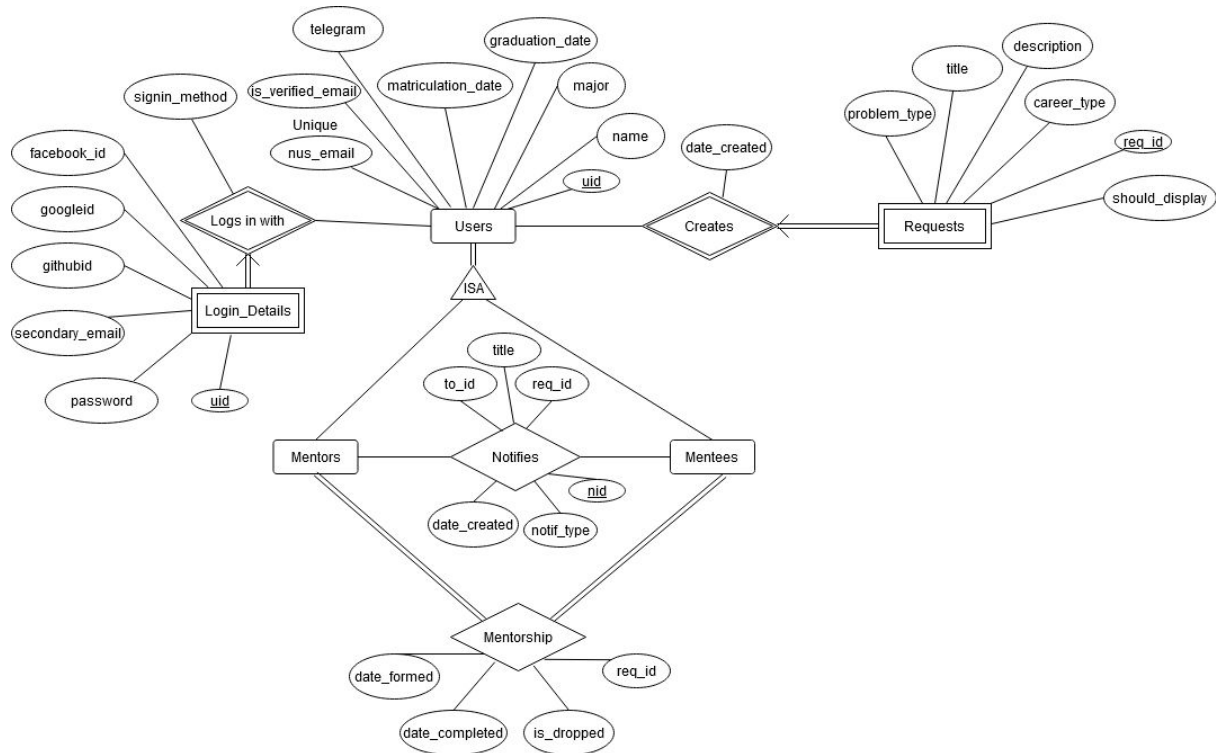 telegram
graduation_date
description
title
signin_method
is_verified_email
matriculation_date
major
career_type
problem_type
Unique
nus_email
name
date_created
req_id
facebook_id
uid
should_display
googleid
Logs in with
Users
Creates
Requests
githubid
ISA
Login_Details
secondary_email
title
password
uid
to_id
req_id
Mentors
Notifies
Mentees
nid
date_created
notif_type
Mentorship
date_formed
req_id
date_completed
is_dropped